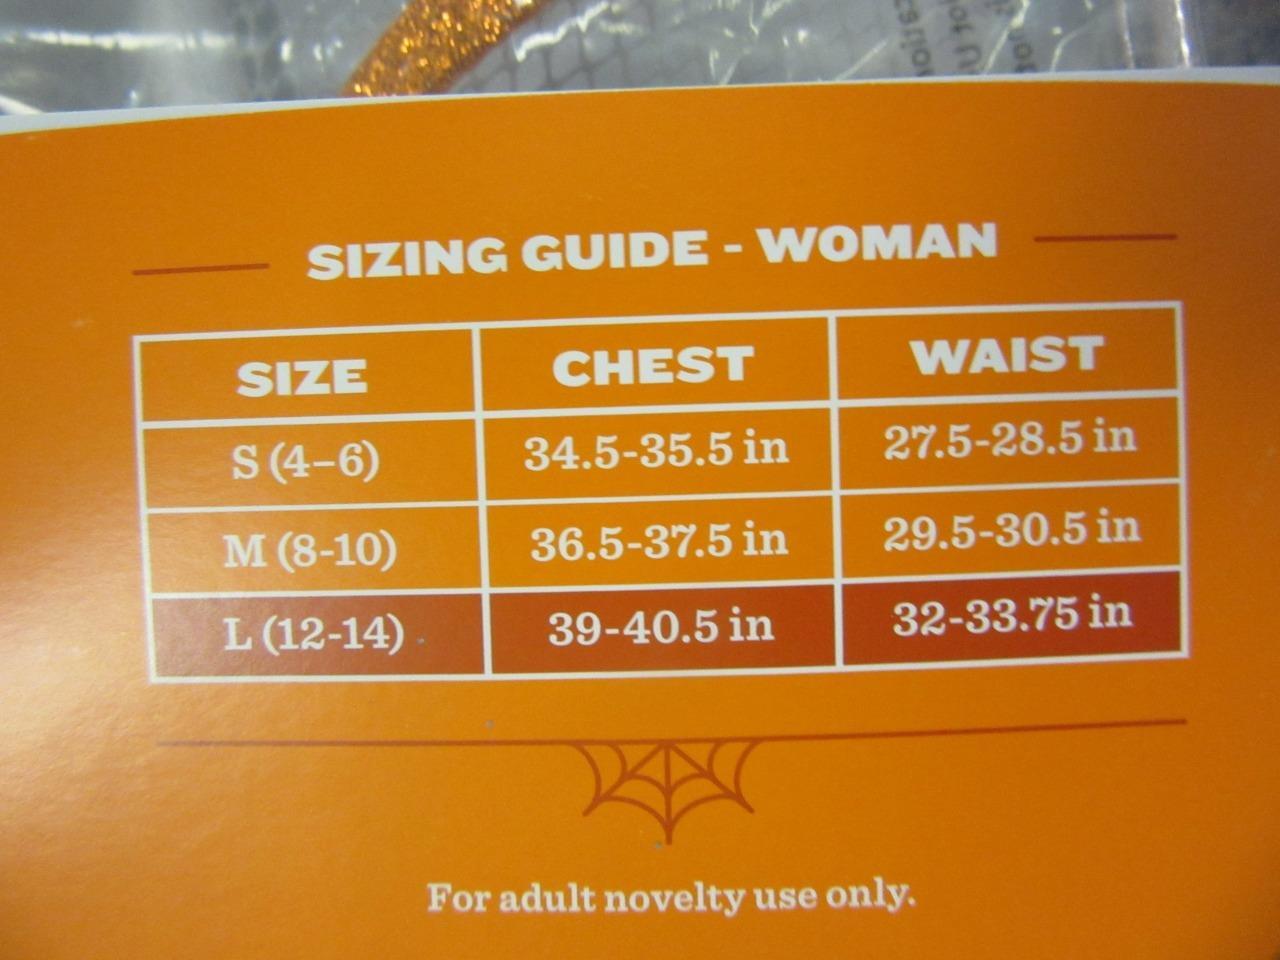 SIZING GUIDE - WOMAN
SIZE CHEST WAIST
S (4-6) 34.5-35.5 in 27.5-28.5 in
M (8-10) 36.5-37.5 in 29.5-30.5 in
L (12-14) 39-40.5 in 32-33.75 in
For adult novelty use only.